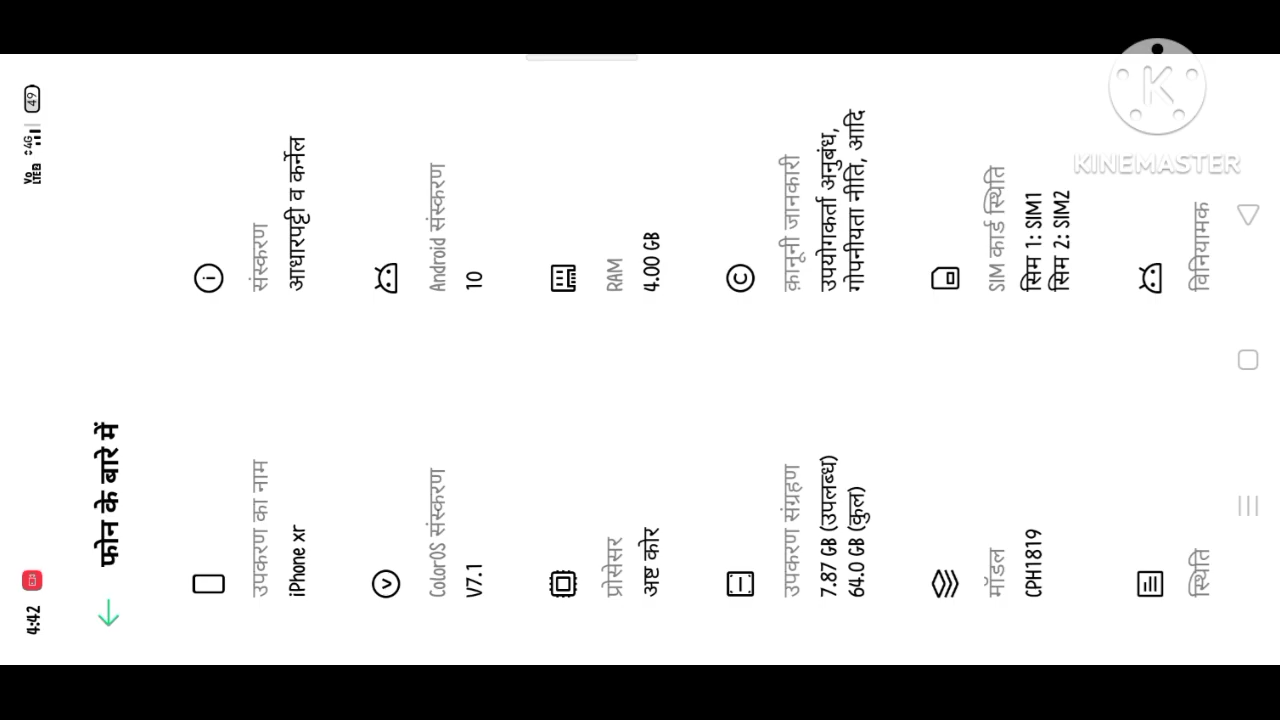 4:42
Vo LTE2 4G 49
फोन के बारे में
उपकरण का नाम
iPhone xr
संस्करण
आधारपट्टी व कर्नेल
ColorOS संस्करण
V7.1
Android संस्करण
10
प्रोसेसर
अष्ट कोर
RAM
4.00 GB
उपकरण संग्रहण
7.87 GB (उपलब्ध)
64.0 GB (कुल)
क़ानूनी जानकारी
उपयोगकर्ता अनुबंध,
गोपनीयता नीति, आदि
मॉडल
CPH1819
SIM कार्ड स्थिति
सिम 1: SIM1
सिम 2: SIM2
स्थिति
विनियामक
K
KINEMASTER